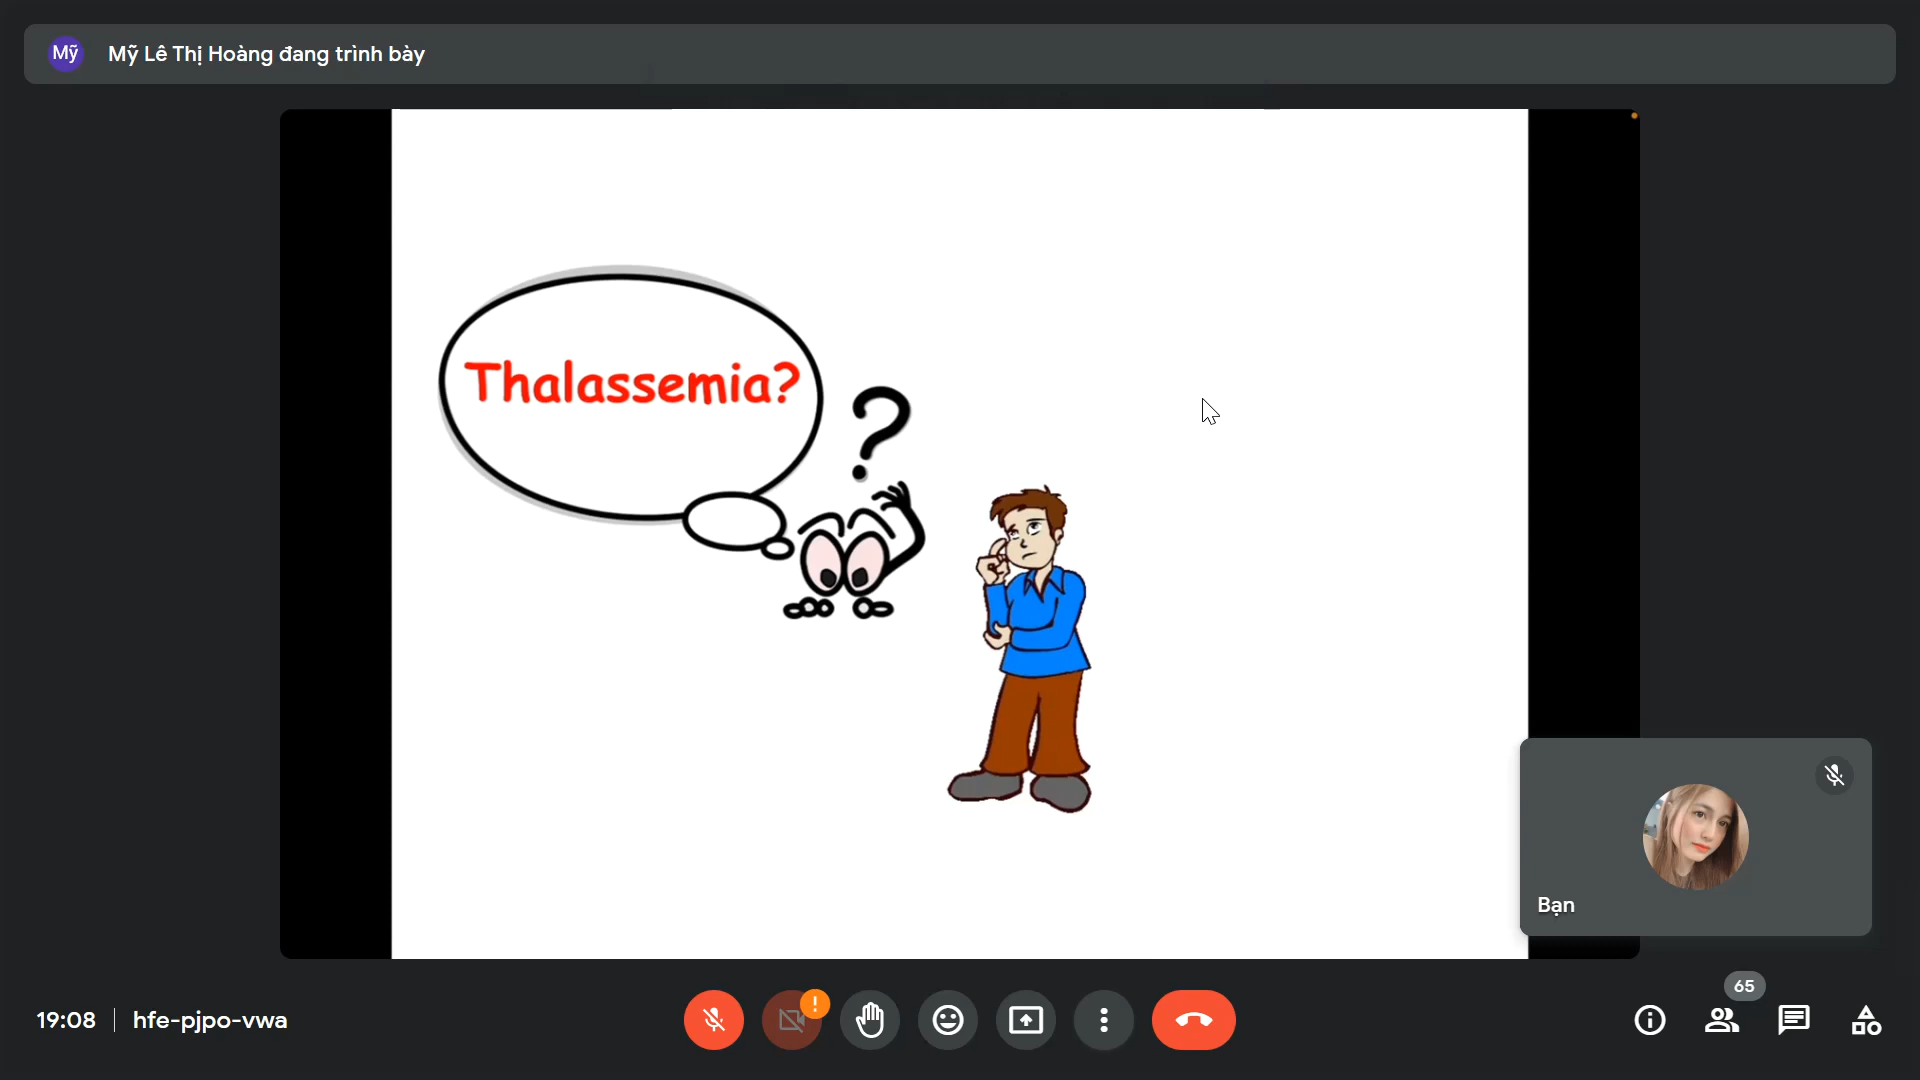 Mỹ
Mỹ Lê Thị Hoàng đang trình bày
Thalassemia?
?
Bạn
65
19:08
hfe-pjpo-vwa
!